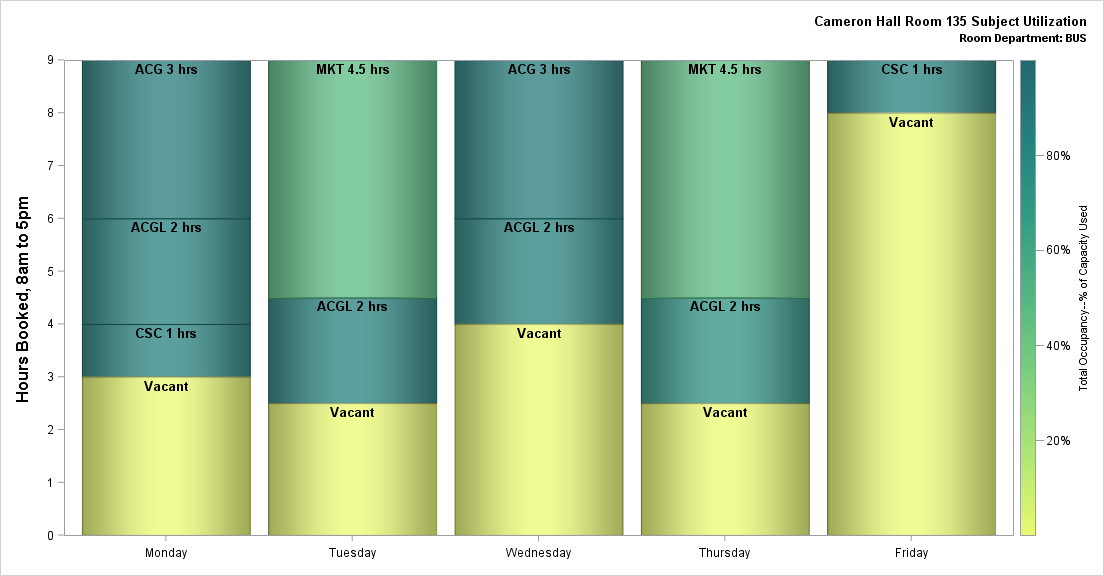 Cameron Hall Room 135 Subject Utilization
Room Department: BUS
Hours Booked, 8am to 5pm
9
8
7
6
5
4
3
2
1
0
ACG 3 hrs
ACGL 2 hrs
CSC 1 hrs
Vacant
MKT 4.5 hrs
ACGL 2 hrs
Vacant
ACG 3 hrs
ACGL 2 hrs
Vacant
MKT 4.5 hrs
ACGL 2 hrs
Vacant
CSC 1 hrs
Vacant
Monday
Tuesday
Wednesday
Thursday
Friday
80%
60%
40%
20%
Total Occupancy--% of Capacity Used